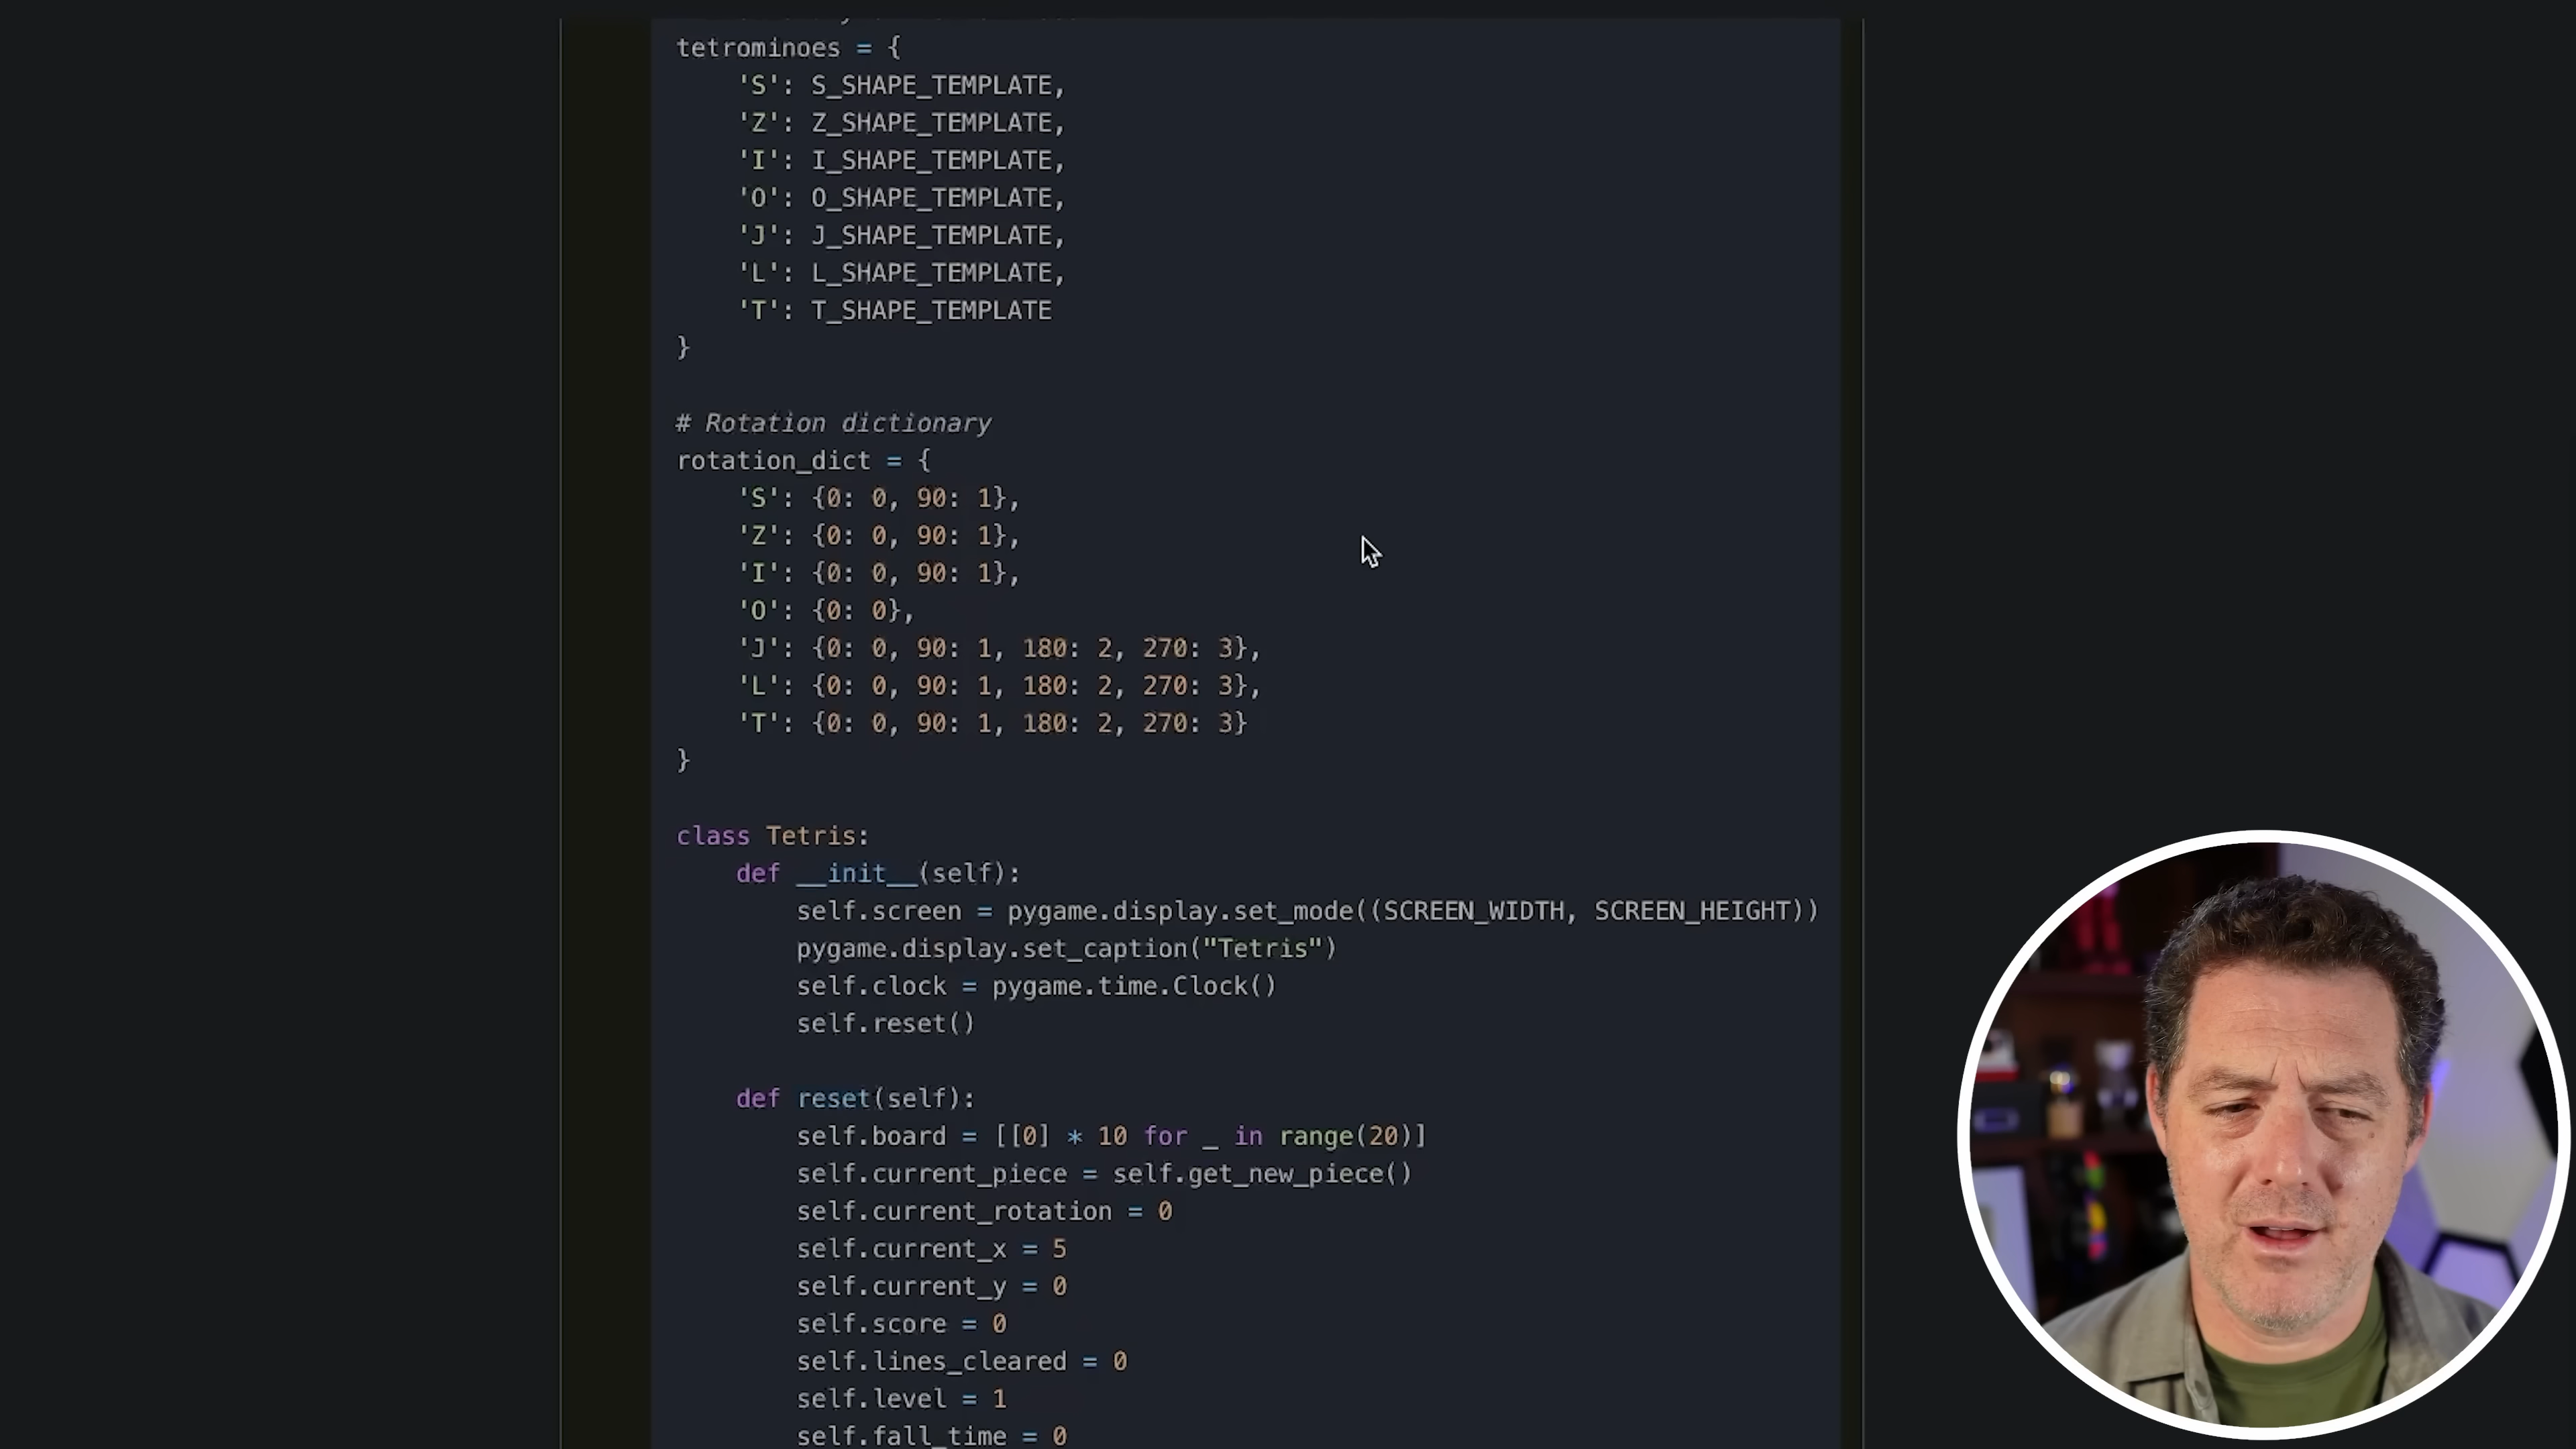 tetrominoes = {
    'S': S_SHAPE_TEMPLATE,
    'Z': Z_SHAPE_TEMPLATE,
    'I': I_SHAPE_TEMPLATE,
    'O': O_SHAPE_TEMPLATE,
    'J': J_SHAPE_TEMPLATE,
    'L': L_SHAPE_TEMPLATE,
    'T': T_SHAPE_TEMPLATE
}
# Rotation dictionary
rotation_dict = {
    'S': {0: 0, 90: 1},
    'Z': {0: 0, 90: 1},
    'I': {0: 0, 90: 1},
    'O': {0: 0},
    'J': {0: 0, 90: 1, 180: 2, 270: 3},
    'L': {0: 0, 90: 1, 180: 2, 270: 3},
    'T': {0: 0, 90: 1, 180: 2, 270: 3}
}
class Tetris:
    def __init__(self):
        self.screen = pygame.display.set_mode((SCREEN_WIDTH, SCREEN_HEIGHT))
        pygame.display.set_caption("Tetris")
        self.clock = pygame.time.Clock()
        self.reset()
    def reset(self):
        self.board = [[0] * 10 for _ in range(20)]
        self.current_piece = self.get_new_piece()
        self.current_rotation = 0
        self.current_x = 5
        self.current_y = 0
        self.score = 0
        self.lines_cleared = 0
        self.level = 1
        self.fall_time = 0